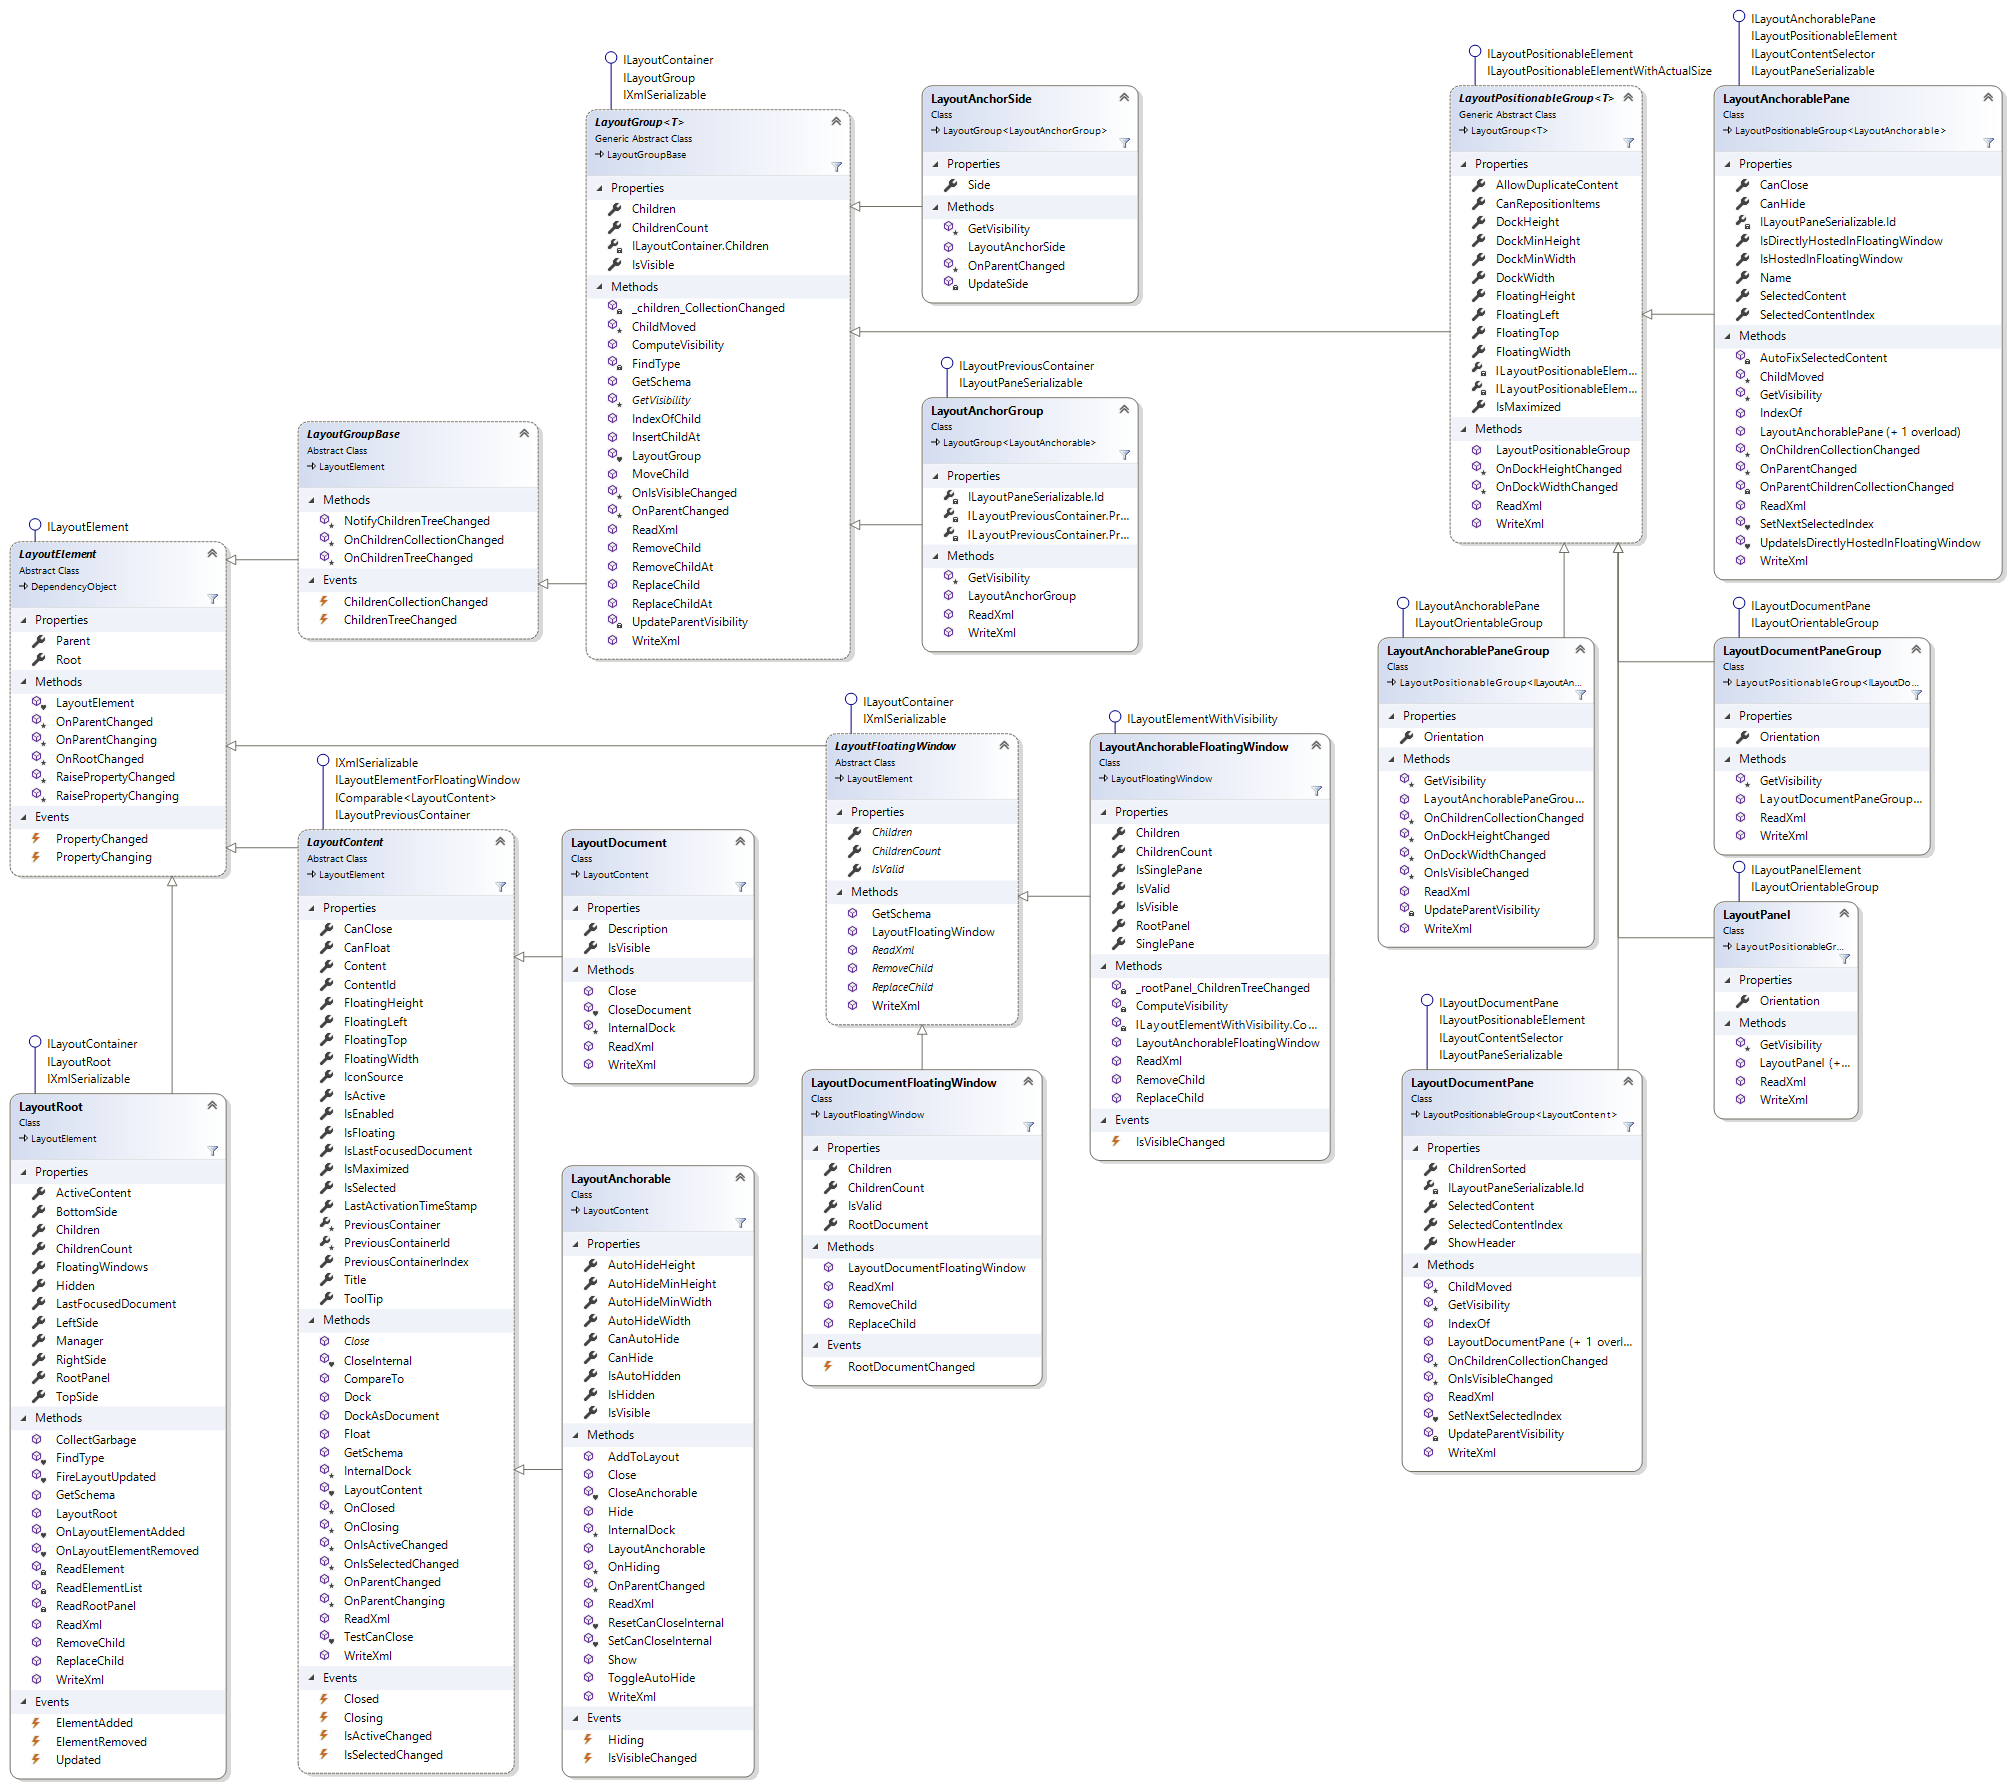 ILayoutElement
LayoutElement
Abstract Class
DependencyObject
Properties
Parent
Root
Methods
LayoutElement
OnParentChanged
OnParentChanging
OnRootChanged
RaisePropertyChanged
RaisePropertyChanging
Events
PropertyChanged
PropertyChanging
ILayoutContainer
ILayoutRoot
IXmlSerializable
LayoutRoot
Class
LayoutElement
Properties
ActiveContent
BottomSide
Children
ChildrenCount
FloatingWindows
Hidden
LastFocusedDocument
LeftSide
Manager
RightSide
RootPanel
TopSide
Methods
CollectGarbage
FindType
FireLayoutUpdated
GetSchema
LayoutRoot
OnLayoutElementAdded
OnLayoutElementRemoved
ReadElement
ReadElementList
ReadRootPanel
ReadXml
RemoveChild
ReplaceChild
WriteXml
Events
ElementAdded
ElementRemoved
Updated
LayoutGroupBase
Abstract Class
LayoutElement
Methods
NotifyChildrenTreeChanged
OnChildrenCollectionChanged
OnChildrenTreeChanged
Events
ChildrenCollectionChanged
ChildrenTreeChanged
IXmlSerializable
ILayoutElementForFloatingWindow
IComparable<LayoutContent>
ILayoutPreviousContainer
LayoutContent
Abstract Class
LayoutElement
Properties
CanClose
CanFloat
Content
ContentId
FloatingHeight
FloatingLeft
FloatingTop
FloatingWidth
IconSource
IsActive
IsEnabled
IsFloating
IsLastFocusedDocument
IsMaximized
IsSelected
LastActivationTimeStamp
PreviousContainer
PreviousContainerId
PreviousContainerIndex
Title
ToolTip
Methods
Close
CloseInternal
CompareTo
Dock
DockAsDocument
Float
GetSchema
InternalDock
LayoutContent
OnClosed
OnClosing
OnIsActiveChanged
OnIsSelectedChanged
OnParentChanged
OnParentChanging
ReadXml
TestCanClose
WriteXml
Events
Closed
Closing
IsActiveChanged
IsSelectedChanged
ILayoutContainer
ILayoutGroup
IXmlSerializable
LayoutGroup<T>
Generic Abstract Class
LayoutGroupBase
Properties
Children
ChildrenCount
ILayoutContainer.Children
IsVisible
Methods
_children_CollectionChanged
ChildMoved
ComputeVisibility
FindType
GetSchema
GetVisibility
IndexOfChild
InsertChildAt
LayoutGroup
MoveChild
OnIsVisibleChanged
OnParentChanged
ReadXml
RemoveChild
RemoveChildAt
ReplaceChild
ReplaceChildAt
UpdateParentVisibility
WriteXml
LayoutDocument
Class
LayoutContent
Properties
Description
IsVisible
Methods
Close
CloseDocument
InternalDock
ReadXml
WriteXml
LayoutAnchorable
Class
LayoutContent
Properties
AutoHideHeight
AutoHideMinHeight
AutoHideMinWidth
AutoHideWidth
CanAutoHide
CanHide
IsAutoHidden
IsHidden
IsVisible
Methods
AddToLayout
Close
CloseAnchorable
Hide
InternalDock
LayoutAnchorable
OnHiding
OnParentChanged
ReadXml
ResetCanCloseInternal
SetCanCloseInternal
Show
ToggleAutoHide
WriteXml
Events
Hiding
IsVisibleChanged
LayoutAnchorSide
Class
LayoutGroup<LayoutAnchorGroup>
Properties
Side
Methods
GetVisibility
LayoutAnchorSide
OnParentChanged
UpdateSide
ILayoutPreviousContainer
ILayoutPaneSerializable
LayoutAnchorGroup
Class
LayoutGroup<LayoutAnchorable>
Properties
ILayoutPaneSerializable.Id
ILayoutPreviousContainer.Pr...
ILayoutPreviousContainer.Pr...
Methods
GetVisibility
LayoutAnchorGroup
ReadXml
WriteXml
ILayoutContainer
IXmlSerializable
LayoutFloatingWindow
Abstract Class
LayoutElement
Properties
Children
ChildrenCount
IsValid
Methods
GetSchema
LayoutFloatingWindow
ReadXml
RemoveChild
ReplaceChild
WriteXml
LayoutDocumentFloatingWindow
Class
LayoutFloatingWindow
Properties
Children
ChildrenCount
IsValid
RootDocument
Methods
LayoutDocumentFloatingWindow
ReadXml
RemoveChild
ReplaceChild
Events
RootDocumentChanged
ILayoutElementWithVisibility
LayoutAnchorableFloatingWindow
Class
LayoutFloatingWindow
Properties
Children
ChildrenCount
IsSinglePane
IsValid
IsVisible
RootPanel
SinglePane
Methods
_rootPanel_ChildrenTreeChanged
ComputeVisibility
ILayoutElementWithVisibility.Co...
LayoutAnchorableFloatingWindow
ReadXml
RemoveChild
ReplaceChild
Events
IsVisibleChanged
ILayoutPositionableElement
ILayoutPositionableElementWithActualSize
LayoutPositionableGroup<T>
Generic Abstract Class
LayoutGroup<T>
Properties
AllowDuplicateContent
CanRepositionItems
DockHeight
DockMinHeight
DockMinWidth
DockWidth
FloatingHeight
FloatingLeft
FloatingTop
FloatingWidth
ILayoutPositionableElem...
ILayoutPositionableElem...
IsMaximized
Methods
LayoutPositionableGroup
OnDockHeightChanged
OnDockWidthChanged
ReadXml
WriteXml
ILayoutAnchorablePane
ILayoutPositionableElement
ILayoutContentSelector
ILayoutPaneSerializable
LayoutAnchorablePane
Class
LayoutPositionableGroup<LayoutAnchorable>
Properties
CanClose
CanHide
ILayoutPaneSerializable.Id
IsDirectlyHostedInFloatingWindow
IsHostedInFloatingWindow
Name
SelectedContent
SelectedContentIndex
Methods
AutoFixSelectedContent
ChildMoved
GetVisibility
IndexOf
LayoutAnchorablePane (+ 1 overload)
OnChildrenCollectionChanged
OnParentChanged
OnParentChildrenCollectionChanged
ReadXml
SetNextSelectedIndex
UpdateIsDirectlyHostedInFloatingWindow
WriteXml
ILayoutAnchorablePane
ILayoutOrientableGroup
LayoutAnchorablePaneGroup
Class
LayoutPositionableGroup<ILayoutAn...
Properties
Orientation
Methods
GetVisibility
LayoutAnchorablePaneGrou...
OnChildrenCollectionChanged
OnDockHeightChanged
OnDockWidthChanged
OnIsVisibleChanged
ReadXml
UpdateParentVisibility
WriteXml
ILayoutDocumentPane
ILayoutOrientableGroup
LayoutDocumentPaneGroup
Class
LayoutPositionableGroup<ILayoutDo...
Properties
Orientation
Methods
GetVisibility
LayoutDocumentPaneGroup...
ReadXml
WriteXml
ILayoutPanelElement
ILayoutOrientableGroup
LayoutPanel
Class
LayoutPositionableGr...
Properties
Orientation
Methods
GetVisibility
LayoutPanel (+...
ReadXml
WriteXml
ILayoutDocumentPane
ILayoutPositionableElement
ILayoutContentSelector
ILayoutPaneSerializable
LayoutDocumentPane
Class
LayoutPositionableGroup<LayoutContent>
Properties
ChildrenSorted
ILayoutPaneSerializable.Id
SelectedContent
SelectedContentIndex
ShowHeader
Methods
ChildMoved
GetVisibility
IndexOf
LayoutDocumentPane (+ 1 overl...
OnChildrenCollectionChanged
OnIsVisibleChanged
ReadXml
SetNextSelectedIndex
UpdateParentVisibility
WriteXml